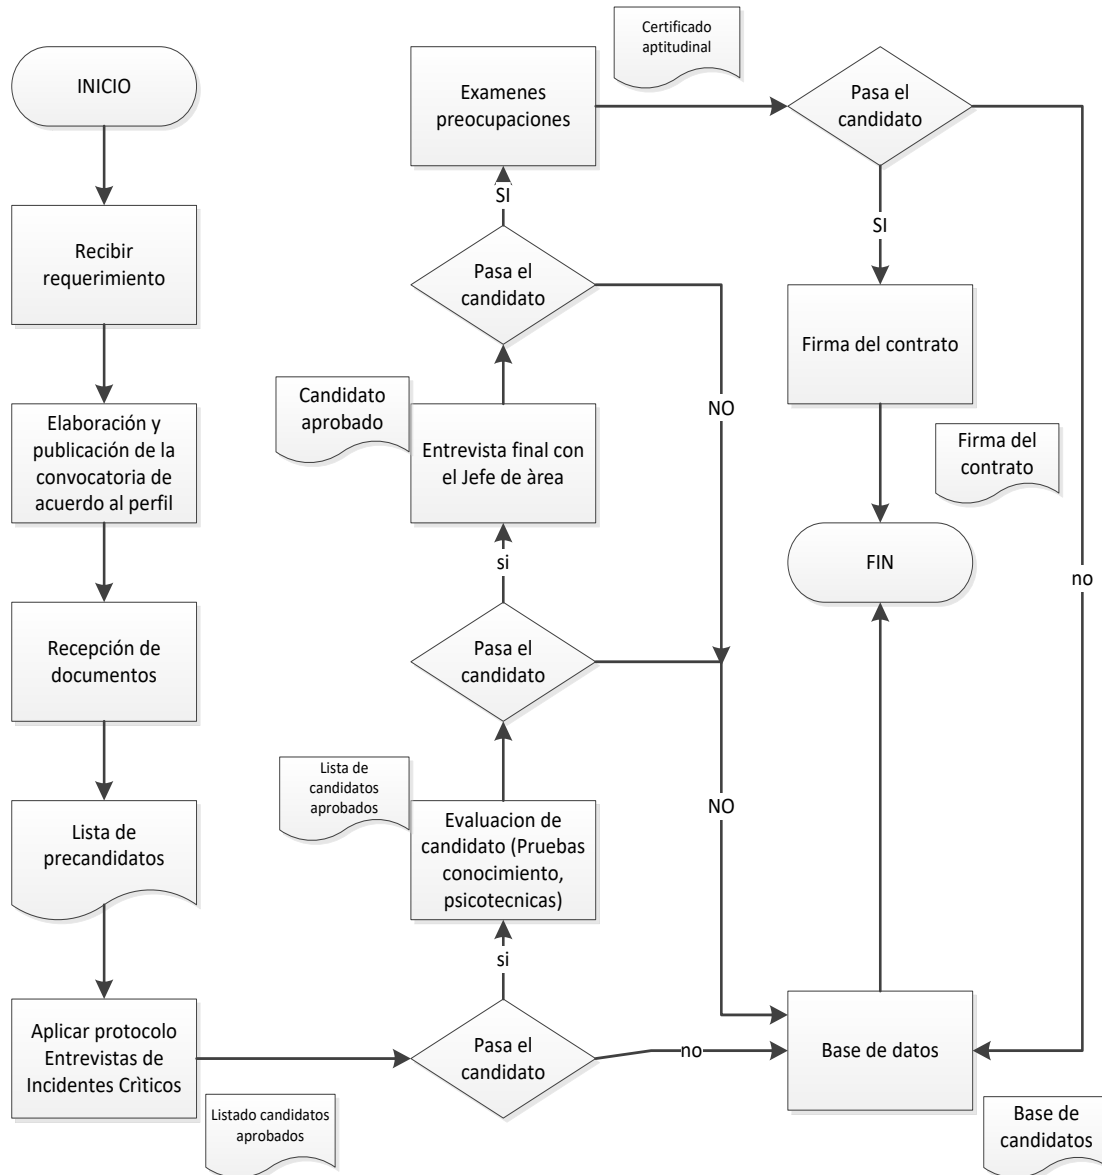 INICIO
Recibir
requerimiento
Elaboración y
publicación de la
convocatoria de
acuerdo al perfil
Recepción de
documentos
Lista de
precandidatos
Aplicar protocolo
Entrevistas de
Incidentes Crìticos
Listado candidatos
aprobados
Pasa el
candidato
si
no
Evaluacion de
candidato (Pruebas
conocimiento,
psicotecnicas)
Lista de
candidatos
aprobados
Pasa el
candidato
si
NO
Entrevista final con
el Jefe de àrea
Candidato
aprobado
Pasa el
candidato
SI
NO
Examenes
preocupaciones
Certificado
aptitudinal
Pasa el
candidato
SI
no
Firma del contrato
Firma del
contrato
FIN
Base de datos
Base de
candidatos